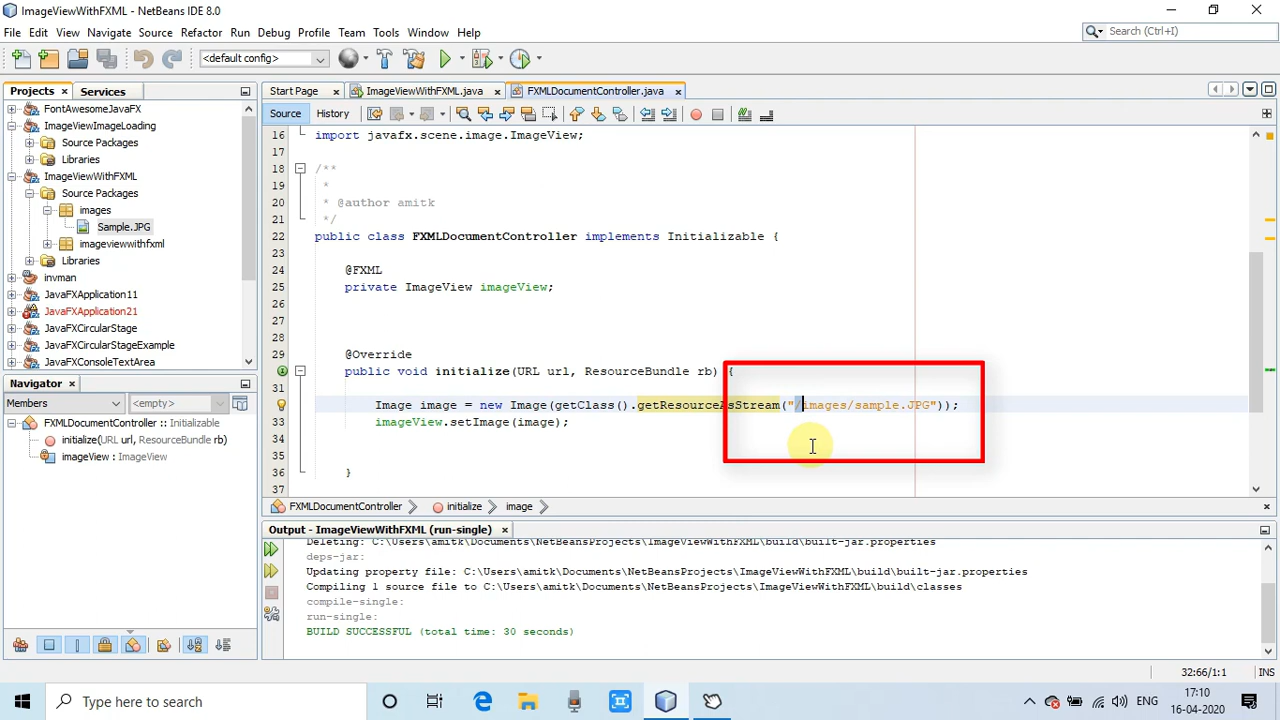 ImageViewWithFXML - NetBeans IDE 8.0
File Edit View Navigate Source Refactor Run Debug Profile Team Tools Window Help
Search (Ctrl+I)
<default config>
Projects Services
Start Page ImageViewWithFXML.java FXMLDocumentController.java
Source History
FontAwesomeJavaFX
ImageViewImageLoading
Source Packages
Libraries
ImageViewWithFXML
Source Packages
images
Sample.JPG
imageviewwithfxml
Libraries
invman
JavaFXApplication11
JavaFXApplication21
JavaFXCircularStage
JavaFXCircularStageExample
JavaFXConsoleTextArea
16 import javafx.scene.image.ImageView;
17
18 /**
19 *
20 * @author amitk
21 */
22 public class FXMLDocumentController implements Initializable {
23
24 @FXML
25 private ImageView imageView;
26
27
28
29 @Override
public void initialize(URL url, ResourceBundle rb) {
31
Image image = new Image(getClass().getResourceAsStream("/images/sample.JPG"));
33 imageView.setImage(image);
34
35
36 }
37
FXMLDocumentController initialize image
Navigator
Members <empty>
FXMLDocumentController :: Initializable
initialize(URL url, ResourceBundle rb)
imageView : ImageView
Output - ImageViewWithFXML (run-single)
Deleting: C:\Users\amitk\Documents\NetBeansProjects\ImageViewWithFXML\build\built-jar.properties
deps-jar:
Updating property file: C:\Users\amitk\Documents\NetBeansProjects\ImageViewWithFXML\build\built-jar.properties
Compiling 1 source file to C:\Users\amitk\Documents\NetBeansProjects\ImageViewWithFXML\build\classes
compile-single:
run-single:
BUILD SUCCESSFUL (total time: 30 seconds)
32:66/1:1 INS
Type here to search
ENG
17:10
16-04-2020